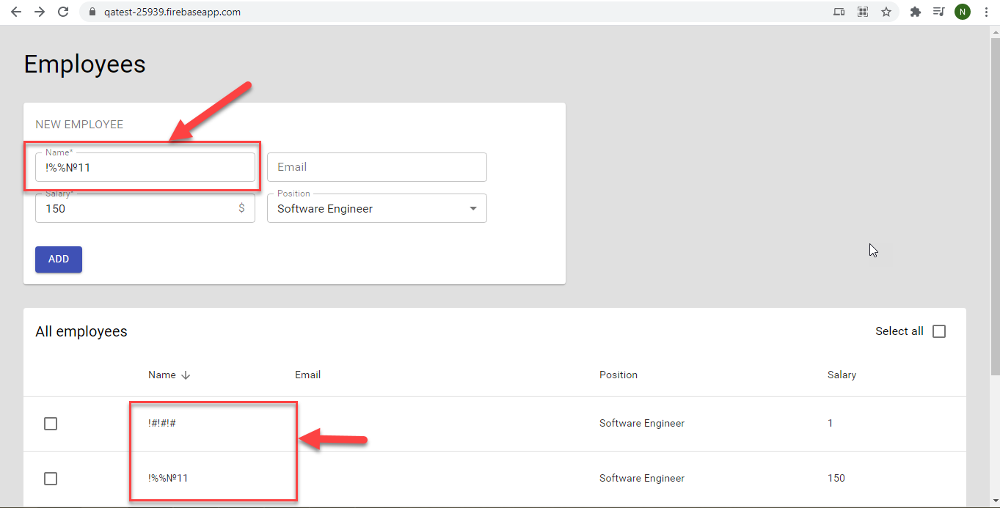 qatest-25939.firebaseapp.com
N
Employees
NEW EMPLOYEE
Name*
!%%№11
Email
Salary*
150 $
Position
Software Engineer
ADD
All employees
Select all
Name Email Position Salary
!#!#!# Software Engineer 1
!%%№11 Software Engineer 150